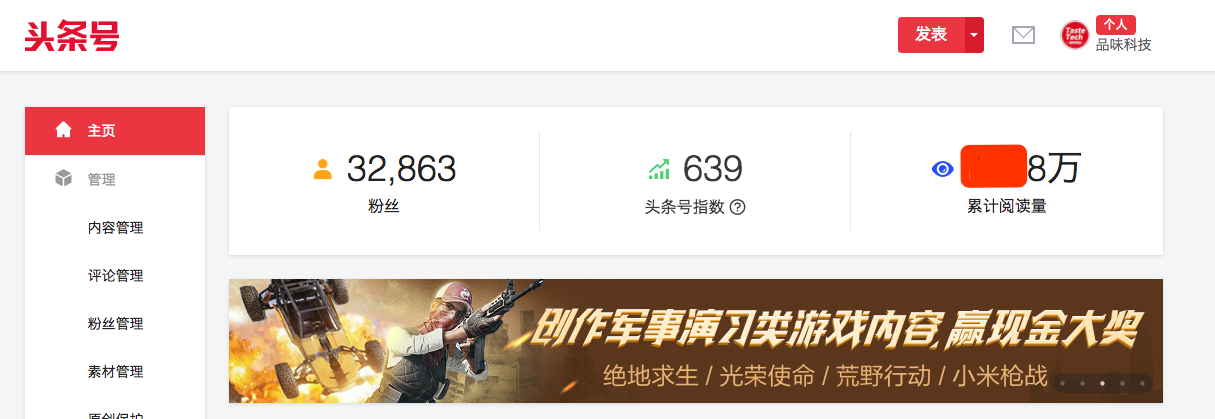 头条号
发表
个人
Taste
Tech
品味科技
主页
管理
内容管理
评论管理
粉丝管理
素材管理
原创保护
32,863
粉丝
639
头条号指数 ?
8万
累计阅读量
创作军事演习类游戏内容,赢现金大奖
绝地求生 / 光荣使命 / 荒野行动 / 小米枪战